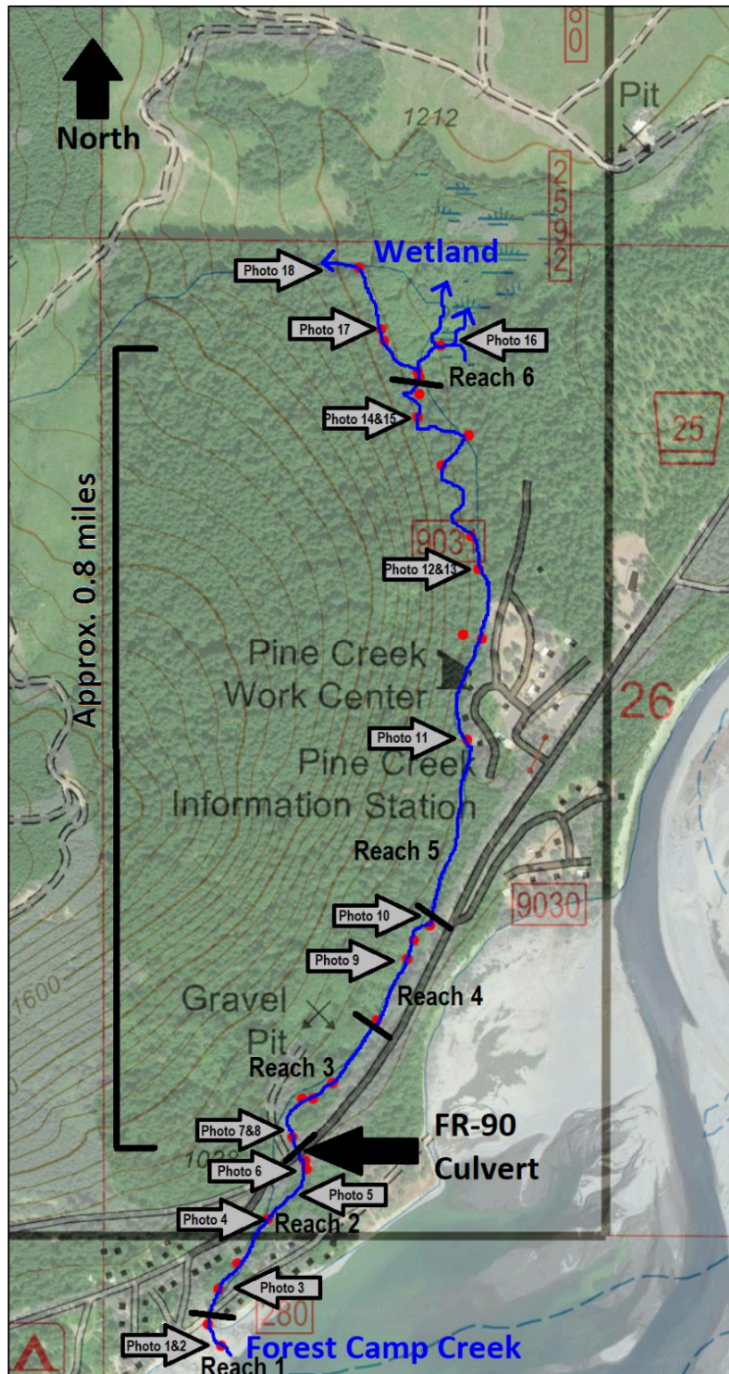 80
North
1212
Pit
2592
Wetland
Photo 18
Photo 17
Photo 16
Reach 6
Photo 14&15
25
Approx. 0.8 miles
Photo 12&13
Pine Creek
Work Center
26
Photo 11
Pine Creek
Information Station
Reach 5
9030
Photo 10
Photo 9
Reach 4
1600
Gravel
Pit
Reach 3
Photo 7&8
FR-90
Culvert
Photo 6
Photo 5
Photo 4
Reach 2
Photo 3
280
Photo 1&2
Forest Camp Creek
Reach 1